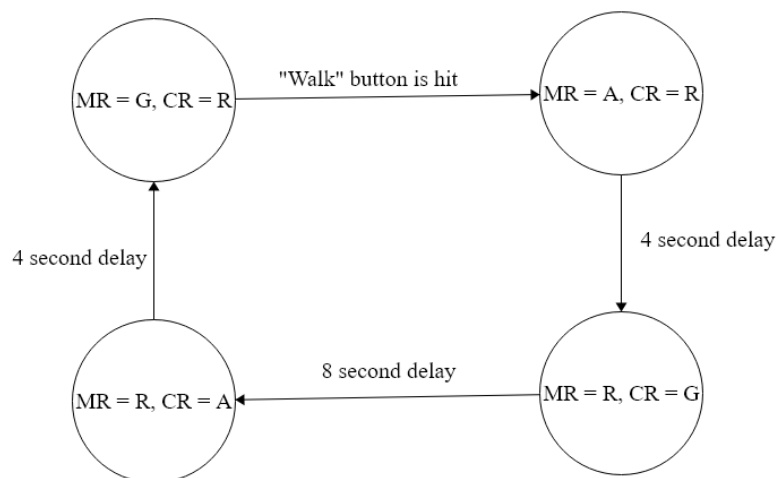 "Walk" button is hit
MR = G, CR = R
MR = A, CR = R
4 second delay
4 second delay
8 second delay
MR = R, CR = A
MR = R, CR = G